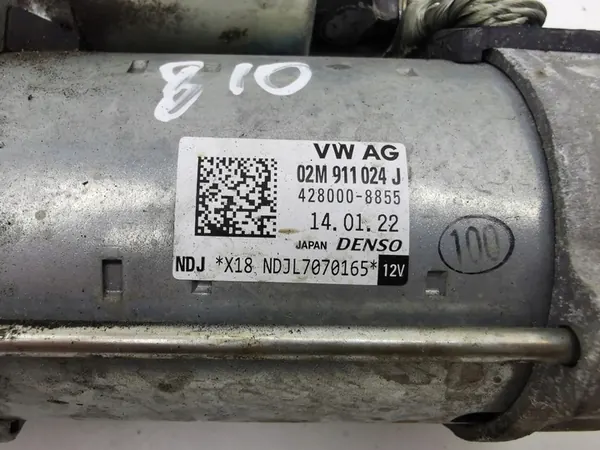 810
VW AG
02M 911 024 J
428000-8855
14.01.22
JAPAN DENSO
100
NDJ *X18 NDJL7070165* 12V